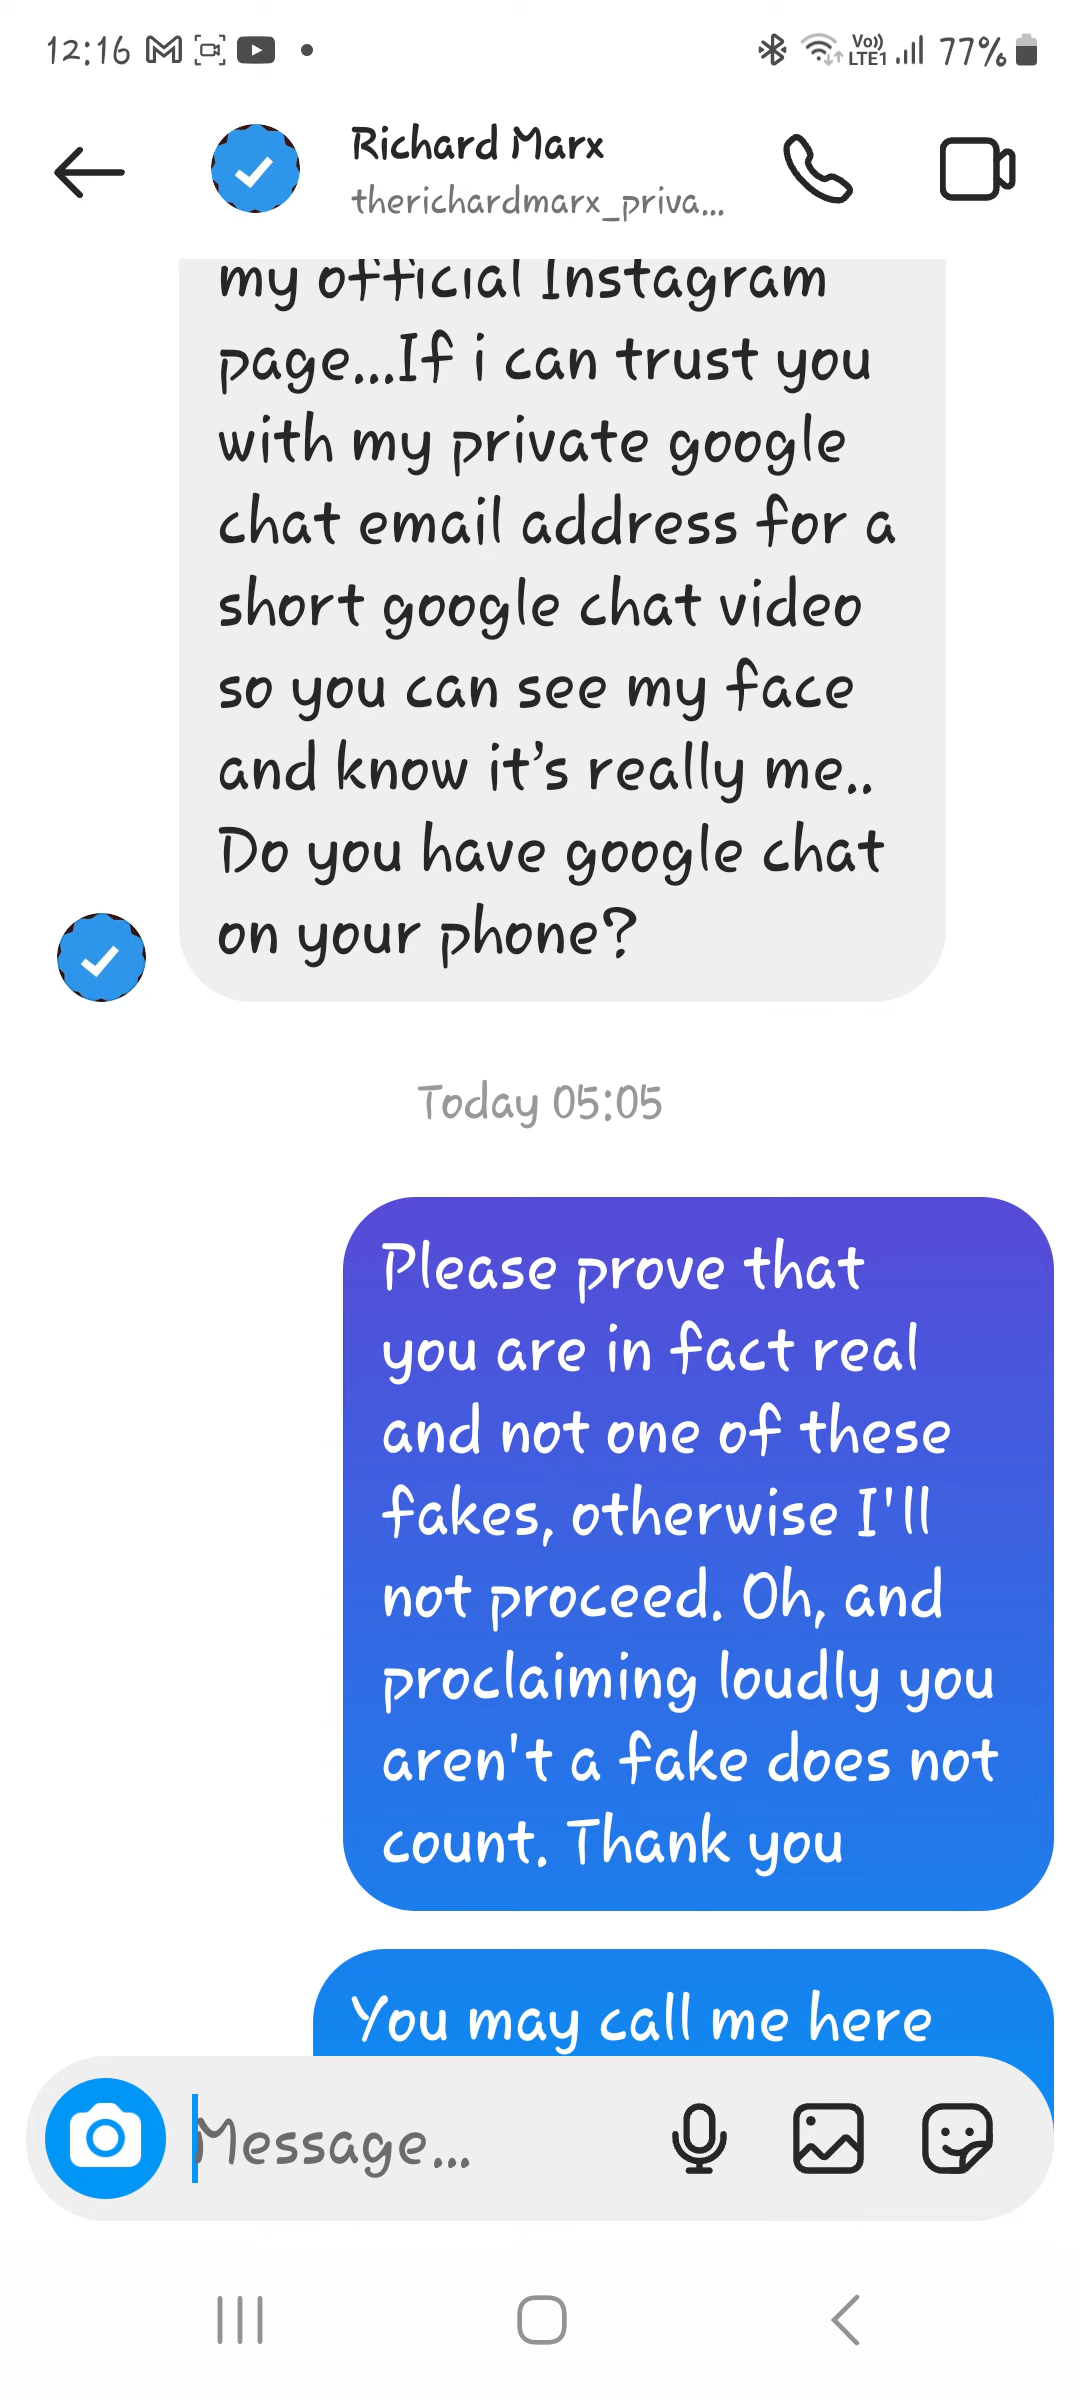 12:16
Vo)) LTE1 77%
Richard Marx
therichardmarx_priva...
my official Instagram
page...If i can trust you
with my private google
chat email address for a
short google chat video
so you can see my face
and know it’s really me..
Do you have google chat
on your phone?
Today 05:05
Please prove that
you are in fact real
and not one of these
fakes, otherwise I'll
not proceed. Oh, and
proclaiming loudly you
aren't a fake does not
count. Thank you
You may call me here
Message...